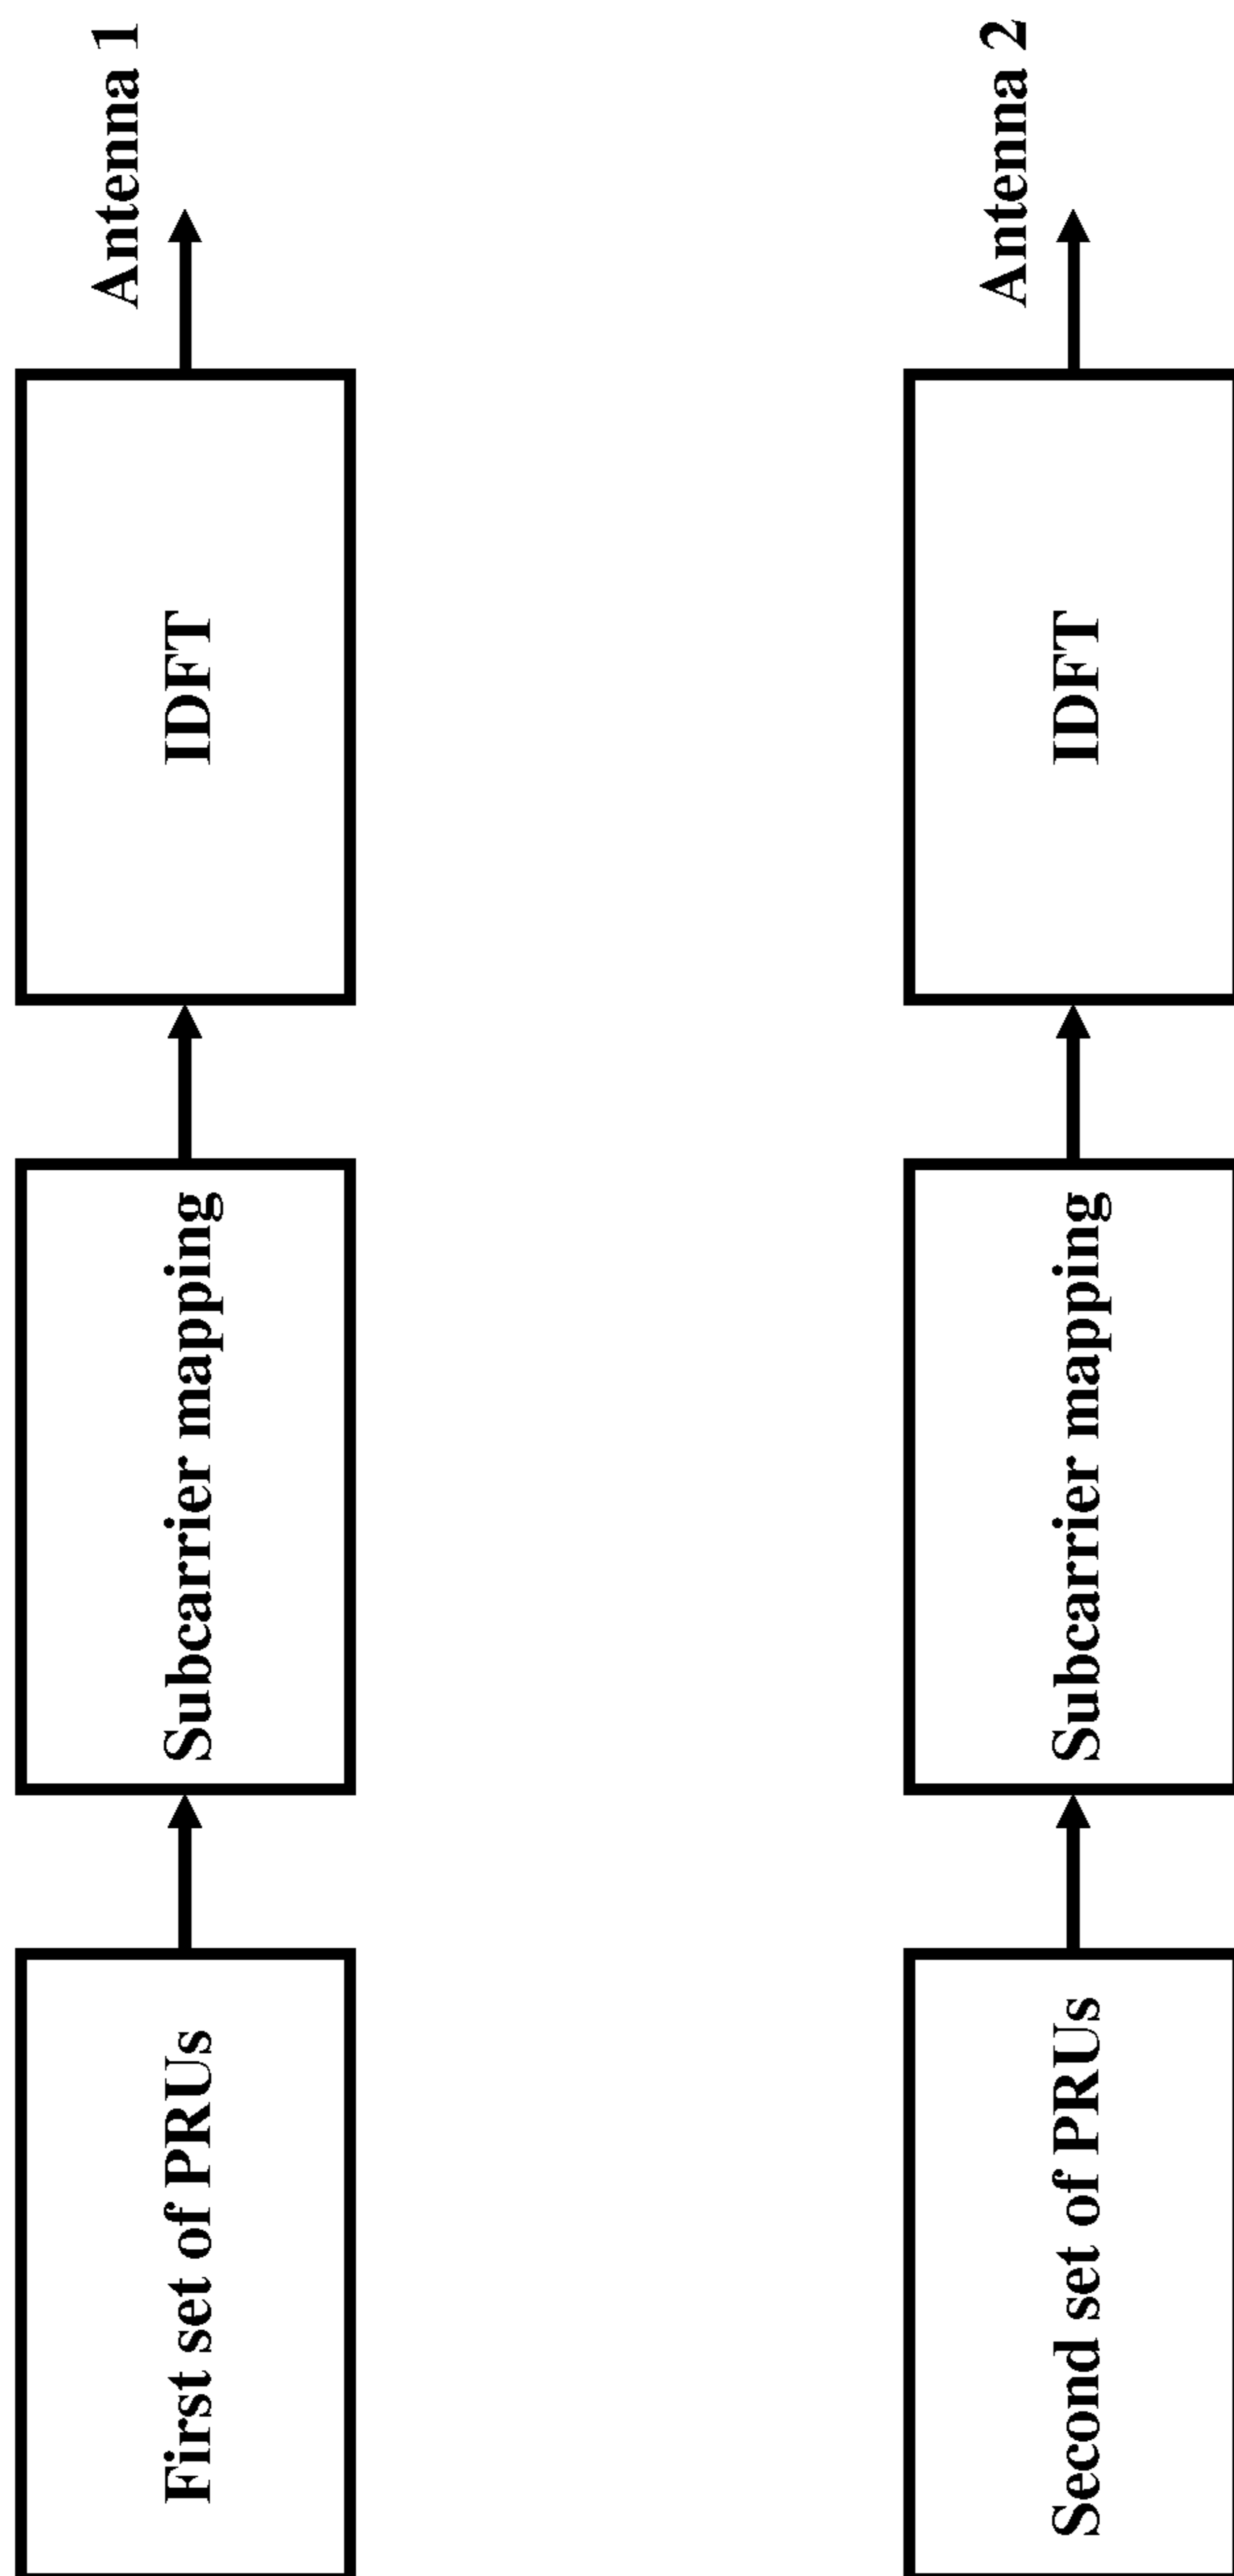 First set of PRUs
Subcarrier mapping
IDFT
Antenna 1
Second set of PRUs
Subcarrier mapping
IDFT
Antenna 2